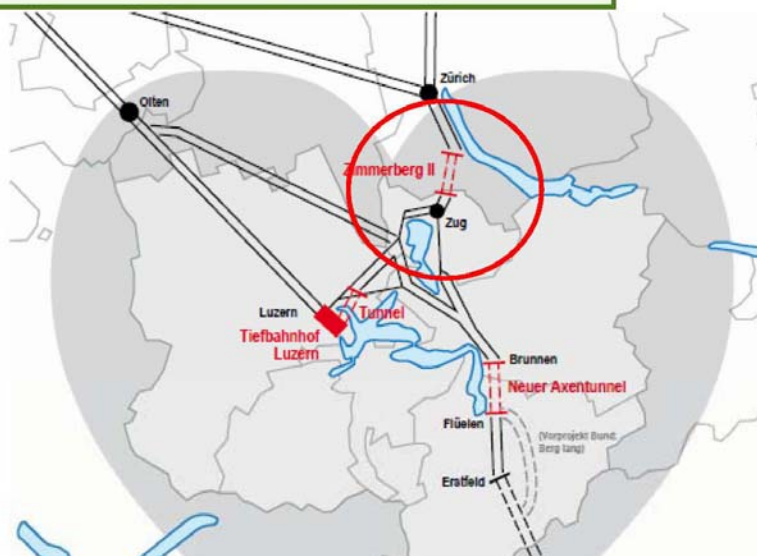 Zürich
Olten
Zimmerberg II
Zug
Luzern
Tunnel
Tiefbahnhof
Luzern
Brunnen
Neuer Axentunnel
Flüelen
(Vorprojekt Bund:
Berg lang)
Erstfeld